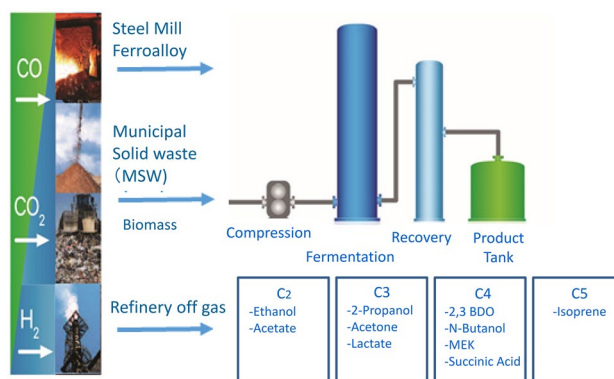 CO
CO2
H2
Steel Mill
Ferroalloy
Municipal
Solid waste
(MSW)
Biomass
Refinery off gas
Compression
Fermentation
Recovery
Product
Tank
C2
-Ethanol
-Acetate
C3
-2-Propanol
-Acetone
-Lactate
C4
-2,3 BDO
-N-Butanol
-MEK
-Succinic Acid
C5
-Isoprene